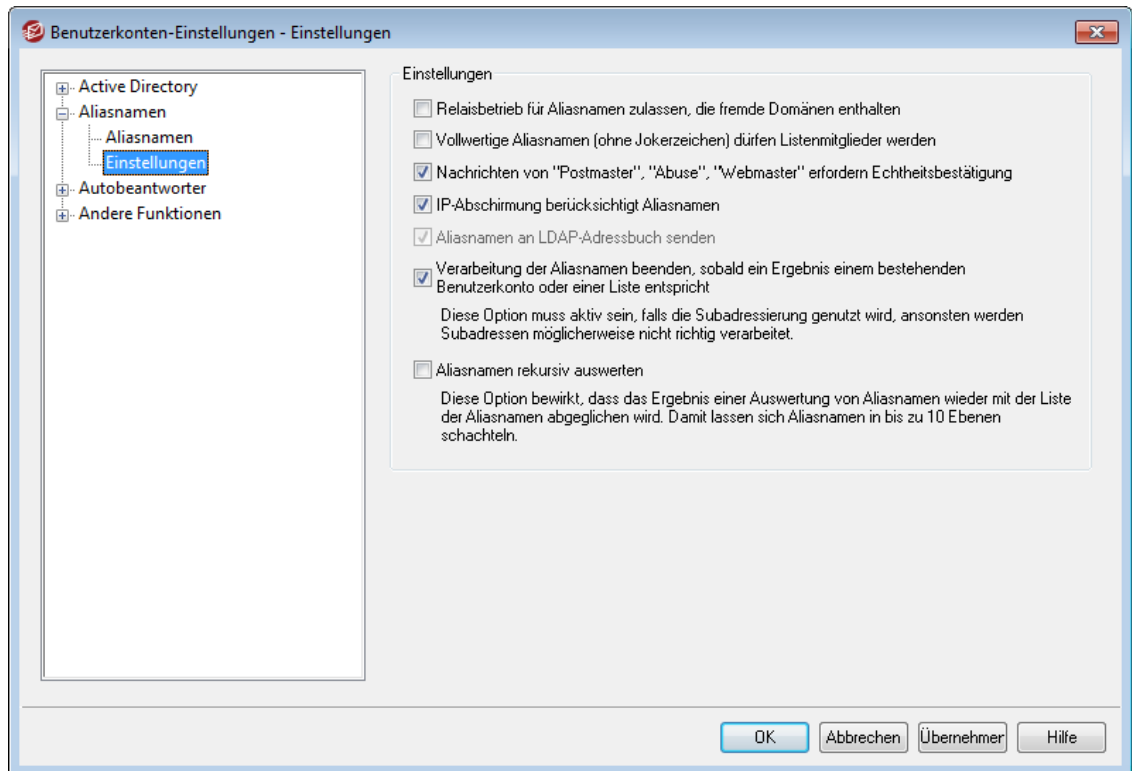 Benutzerkonten-Einstellungen - Einstellungen
Active Directory
Aliasnamen
Aliasnamen
Einstellungen
Autobeantworter
Andere Funktionen
Einstellungen
Relaisbetrieb für Aliasnamen zulassen, die fremde Domänen enthalten
Vollwertige Aliasnamen (ohne Jokerzeichen) dürfen Listenmitglieder werden
Nachrichten von "Postmaster", "Abuse", "Webmaster" erfordern Echtheitsbestätigung
IP-Abschirmung berücksichtigt Aliasnamen
Aliasnamen an LDAP-Adressbuch senden
Verarbeitung der Aliasnamen beenden, sobald ein Ergebnis einem bestehenden
Benutzerkonto oder einer Liste entspricht
Diese Option muss aktiv sein, falls die Subadressierung genutzt wird, ansonsten werden
Subadressen möglicherweise nicht richtig verarbeitet.
Aliasnamen rekursiv auswerten
Diese Option bewirkt, dass das Ergebnis einer Auswertung von Aliasnamen wieder mit der Liste
der Aliasnamen abgeglichen wird. Damit lassen sich Aliasnamen in bis zu 10 Ebenen
schachteln.
OK
Abbrechen
Übernehmer
Hilfe